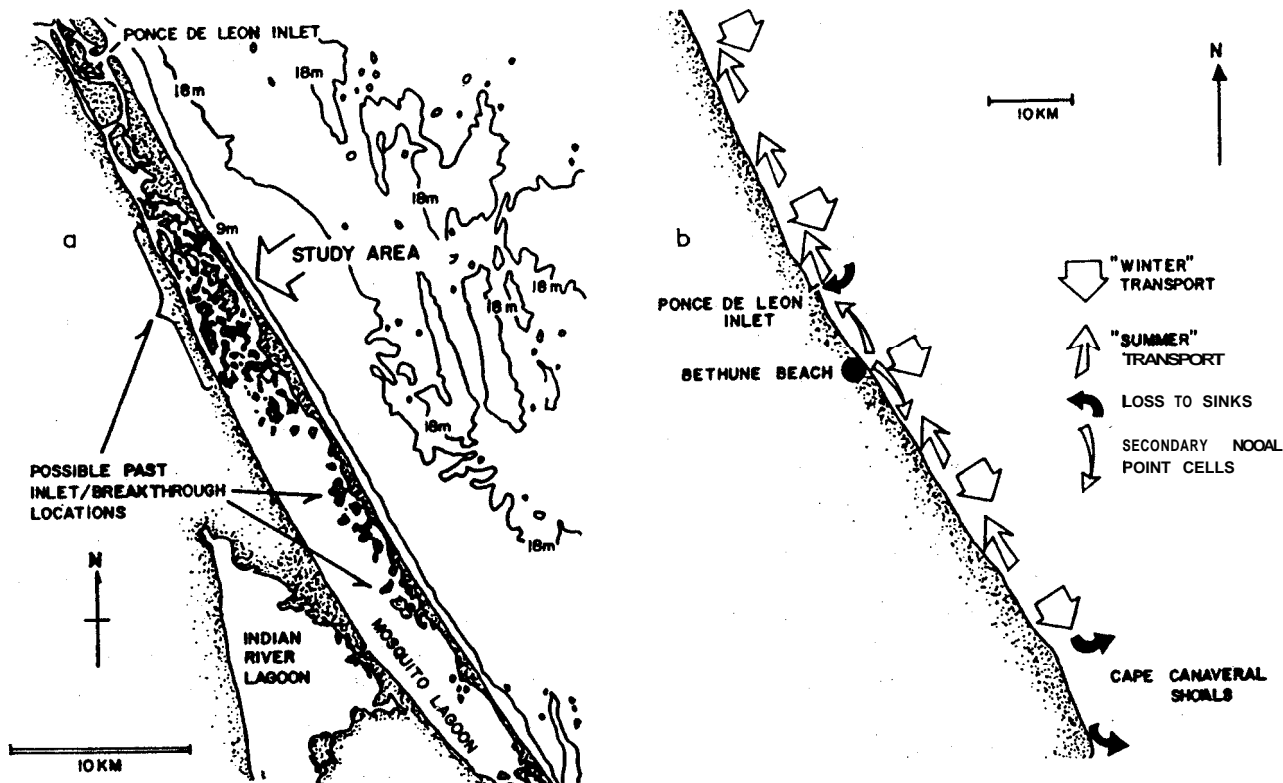 PONCE DE LEON INLET
18m
18m
18m
18m
18m
18m
18m
9m
a
STUDY AREA
POSSIBLE PAST
INLET/BREAKTHROUGH
LOCATIONS
N
INDIAN
RIVER
LAGOON
MOSQUITO LAGOON
10 KM
b
N
10 KM
PONCE DE LEON
INLET
BETHUNE BEACH
"WINTER"
TRANSPORT
"SUMMER"
TRANSPORT
LOSS TO SINKS
SECONDARY NOOAL
POINT CELLS
CAPE CANAVERAL
SHOALS